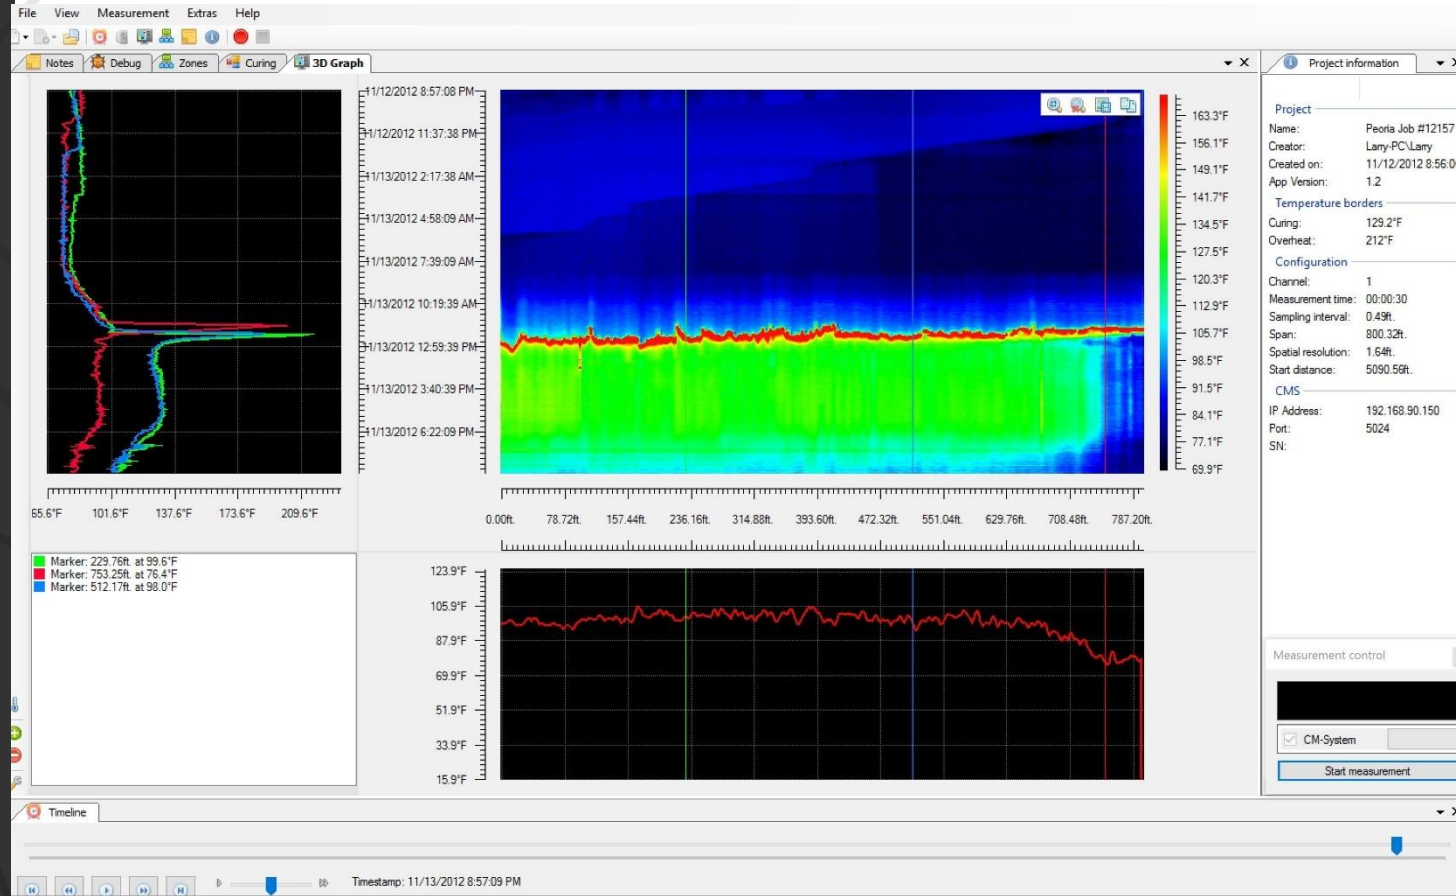 File View Measurement Extras Help
Notes Debug Zones Curing 3D Graph
Project information
11/12/2012 8:57:08 PM
11/12/2012 11:37:38 PM
11/13/2012 2:17:38 AM
11/13/2012 4:58:09 AM
11/13/2012 7:39:09 AM
11/13/2012 10:19:39 AM
11/13/2012 12:59:39 PM
11/13/2012 3:40:39 PM
11/13/2012 6:22:09 PM
163.3°F
156.1°F
149.1°F
141.7°F
134.5°F
127.5°F
120.3°F
112.9°F
105.7°F
98.5°F
91.5°F
84.1°F
77.1°F
69.9°F
65.6°F 101.6°F 137.6°F 173.6°F 209.6°F
0.00ft. 78.72ft. 157.44ft. 236.16ft. 314.88ft. 393.60ft. 472.32ft. 551.04ft. 629.76ft. 708.48ft. 787.20ft.
Marker: 229.76ft. at 99.6°F
Marker: 753.25ft. at 76.4°F
Marker: 512.17ft. at 98.0°F
123.9°F
105.9°F
87.9°F
69.9°F
51.9°F
33.9°F
15.9°F
Project
Name: Peoria Job #12157
Creator: Larry-PC\Larry
Created on: 11/12/2012 8:56:0
App Version: 1.2
Temperature borders
Curing: 129.2°F
Overheat: 212°F
Configuration
Channel: 1
Measurement time: 00:00:30
Sampling interval: 0.49ft.
Span: 800.32ft.
Spatial resolution: 1.64ft.
Start distance: 5090.56ft.
CMS
IP Address: 192.168.90.150
Port: 5024
SN:
Measurement control
CM-System
Start measurement
Timeline
Timestamp: 11/13/2012 8:57:09 PM